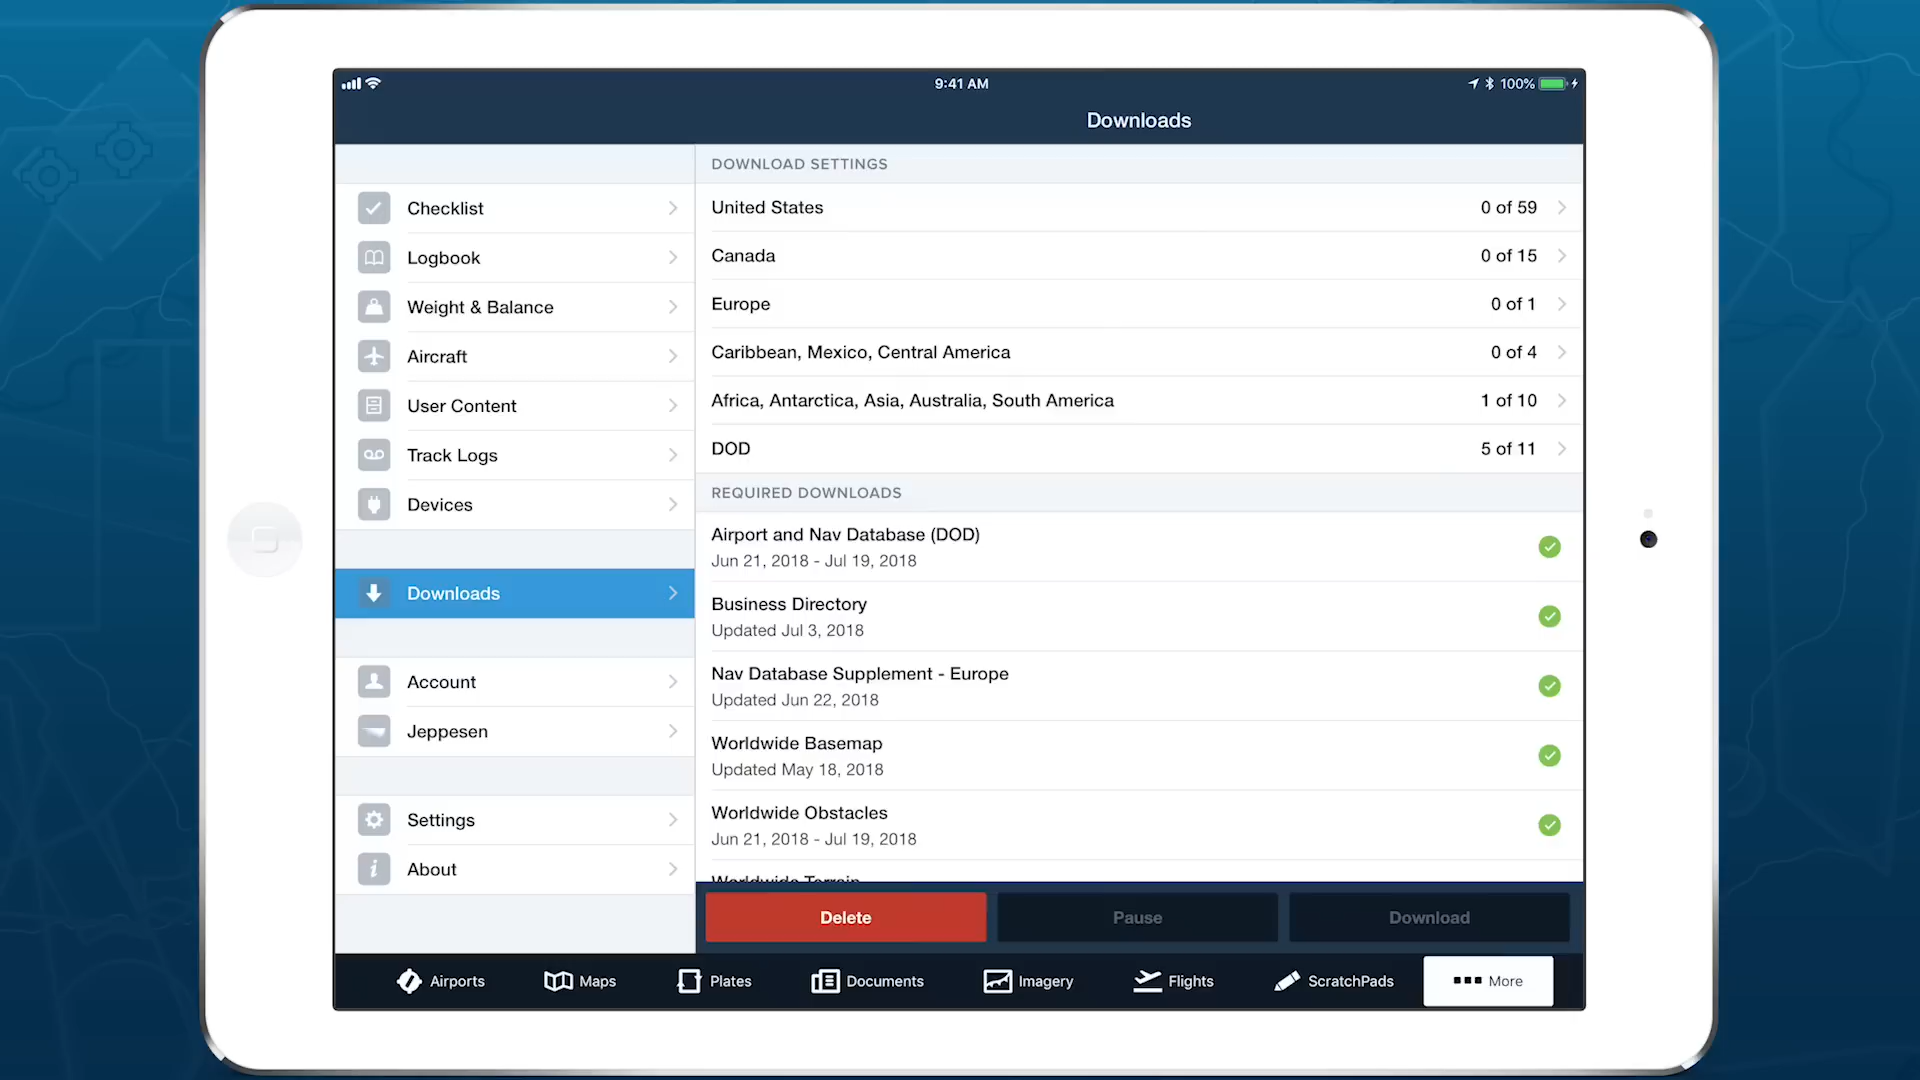 9:41 AM
100%
Downloads
Checklist
Logbook
Weight & Balance
Aircraft
User Content
Track Logs
Devices
Downloads
Account
Jeppesen
Settings
About
DOWNLOAD SETTINGS
United States 0 of 59
Canada 0 of 15
Europe 0 of 1
Caribbean, Mexico, Central America 0 of 4
Africa, Antarctica, Asia, Australia, South America 1 of 10
DOD 5 of 11
REQUIRED DOWNLOADS
Airport and Nav Database (DOD)
Jun 21, 2018 - Jul 19, 2018
Business Directory
Updated Jul 3, 2018
Nav Database Supplement - Europe
Updated Jun 22, 2018
Worldwide Basemap
Updated May 18, 2018
Worldwide Obstacles
Jun 21, 2018 - Jul 19, 2018
Worldwide Terrain
Delete Pause Download
Airports Maps Plates Documents Imagery Flights ScratchPads More